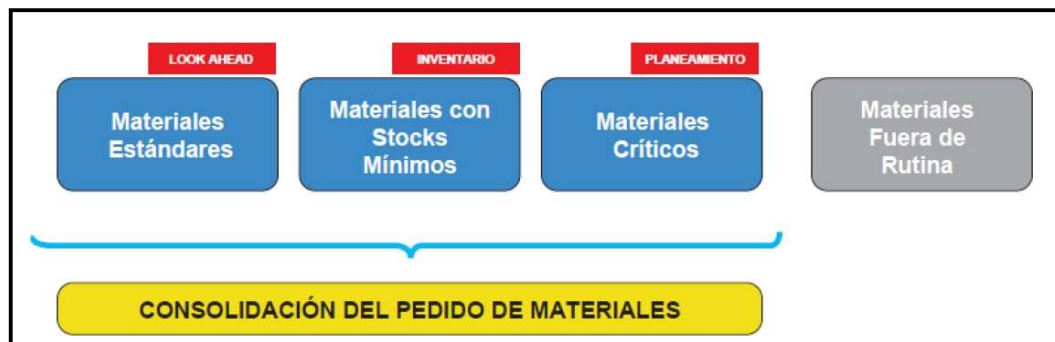 LOOK AHEAD
Materiales
Estándares
INVENTARIO
Materiales con
Stocks
Mínimos
PLANEAMIENTO
Materiales
Críticos
Materiales
Fuera de
Rutina
CONSOLIDACIÓN DEL PEDIDO DE MATERIALES